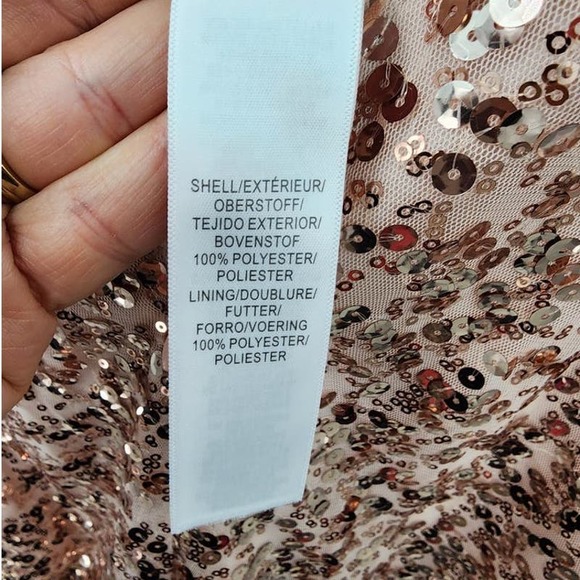 SHELL/EXTÉRIEUR/
OBERSTOFF/
TEJIDO EXTERIOR/
BOVENSTOF
100% POLYESTER/
POLIESTER
LINING/DOUBLURE/
FUTTER/
FORRO/VOERING
100% POLYESTER/
POLIESTER